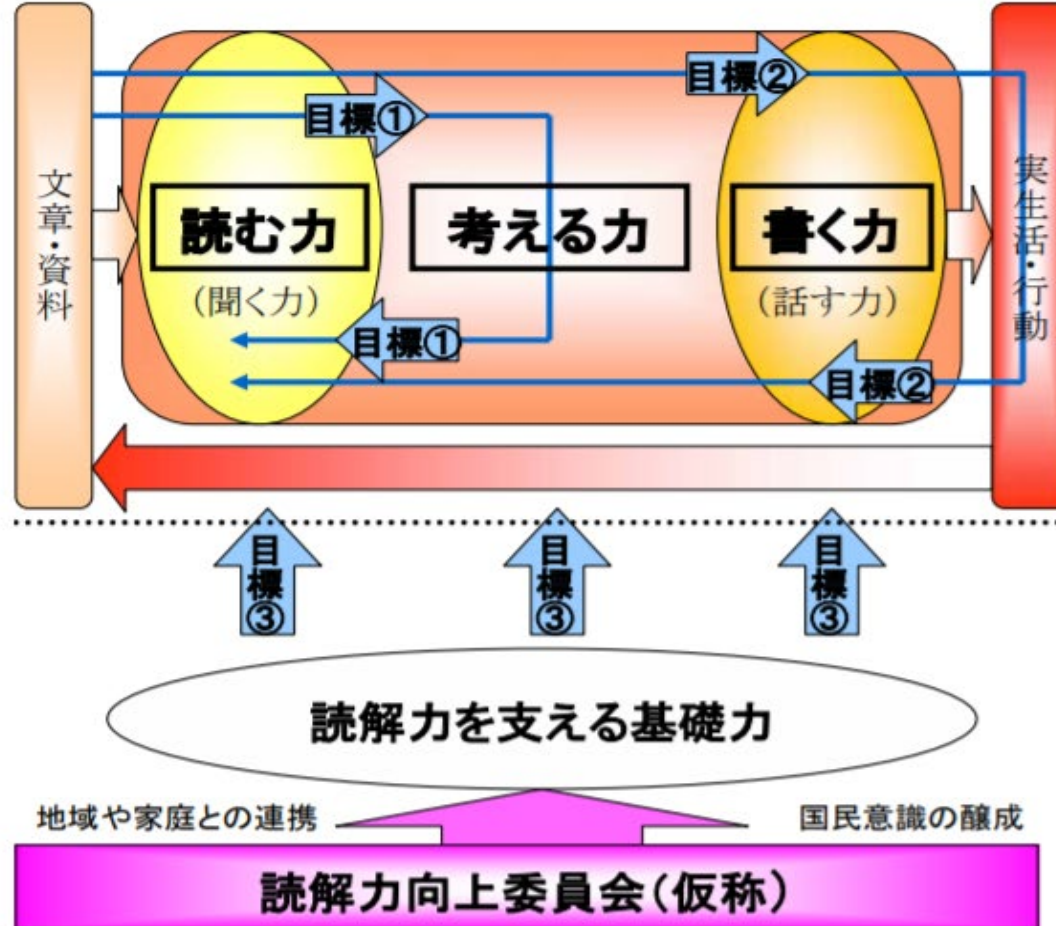 目標②
目標①
文章・資料
読む力
考える力
書く力
実生活・行動
(聞く力)
(話す力)
目標①
目標②
目標③
目標③
目標③
読解力を支える基礎力
地域や家庭との連携
国民意識の醸成
読解力向上委員会(仮称)